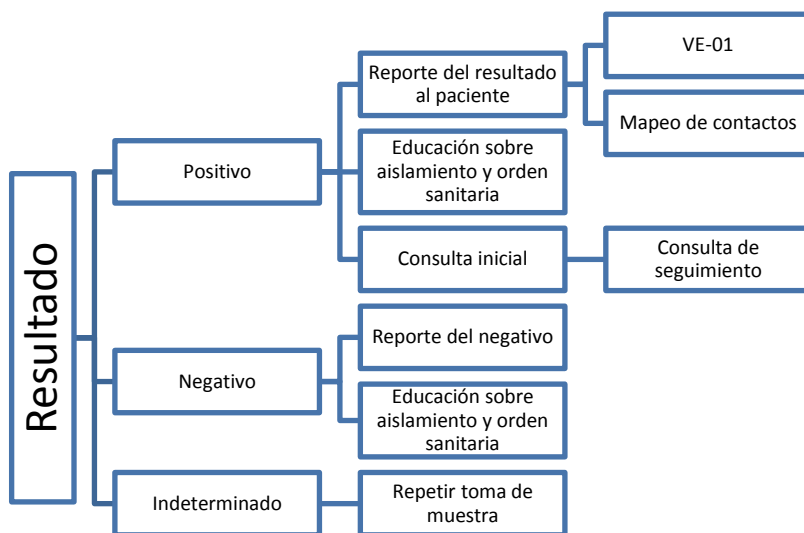 Resultado
Positivo
Reporte del resultado
al paciente
VE-01
Mapeo de contactos
Educación sobre
aislamiento y orden
sanitaria
Consulta inicial
Consulta de
seguimiento
Negativo
Reporte del negativo
Educación sobre
aislamiento y orden
sanitaria
Indeterminado
Repetir toma de
muestra